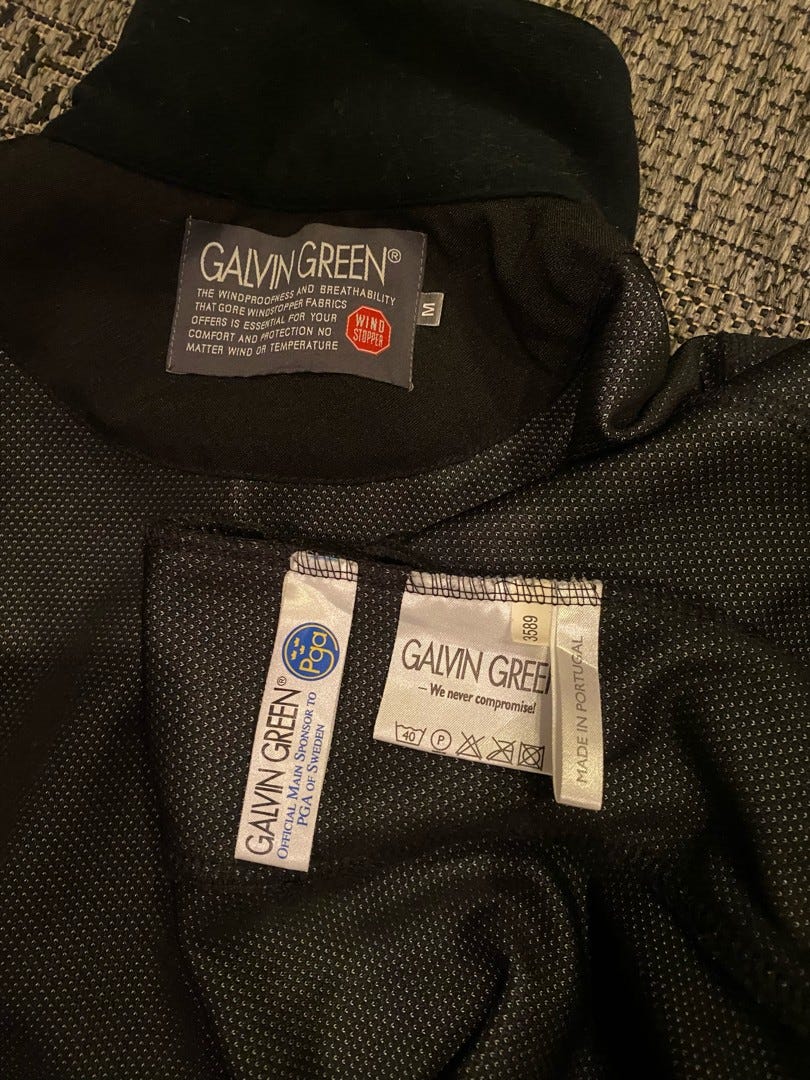 GALVIN GREEN®
THE WINDPROOFNESS AND BREATHABILITY
THAT GORE WINDSTOPPER FABRICS
OFFERS IS ESSENTIAL FOR YOUR
COMFORT AND PROTECTION NO
MATTER WIND OR TEMPERATURE
WIND
STOPPER
M
Pga
GALVIN GREEN®
OFFICIAL MAIN SPONSOR TO
PGA OF SWEDEN
3589
GALVIN GREE
– We never compromise!
40 P
MADE IN PORTUGAL